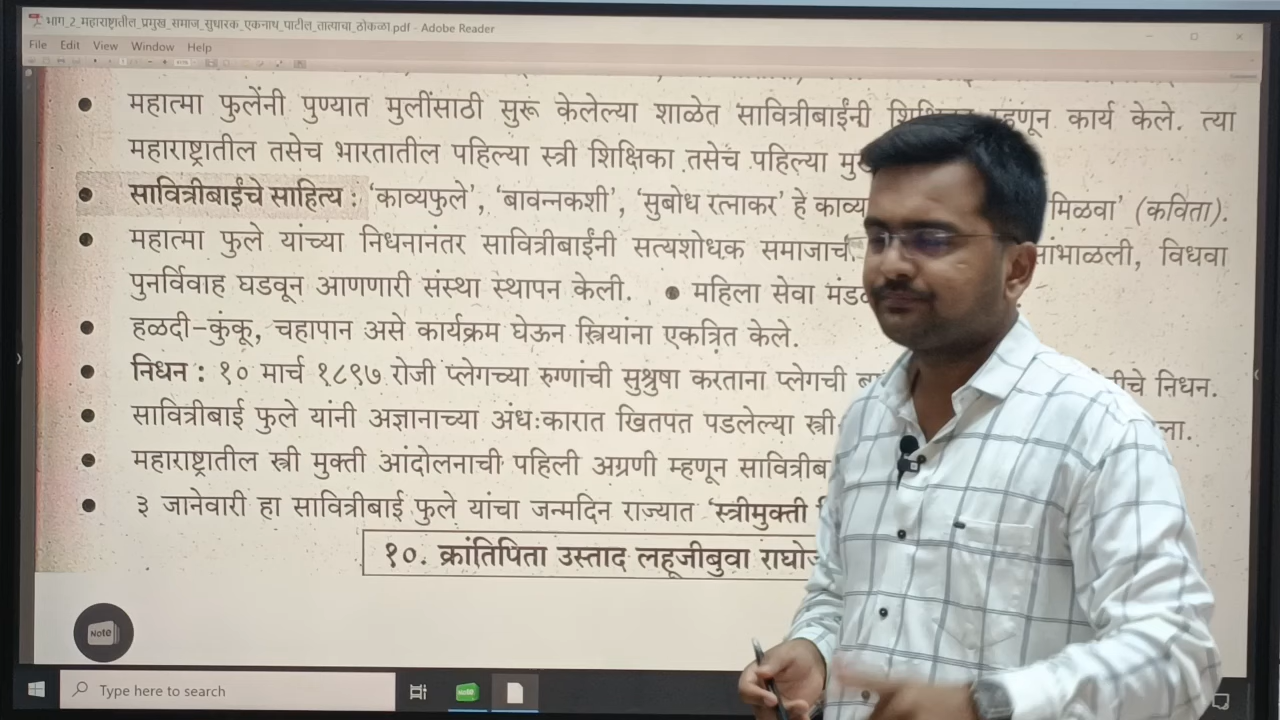 भाग_2_महाराष्ट्रातील_प्रमुख_समाज_सुधारक_एकनाथ_पाटील_तात्याचा_ठोकळा.pdf - Adobe Reader
File Edit View Window Help
• महात्मा फुलेंनी पुण्यात मुलींसाठी सुरू केलेल्या शाळेत सावित्रीबाईंनी म्हणून कार्य केले. त्या
महाराष्ट्रातील तसेच भारतातील पहिल्या स्त्री शिक्षिका तसेच पहिल्या
• सावित्रीबाईंचे साहित्य : 'काव्यफुले', 'बावन्नकशी', 'सुबोध रत्नाकर' हे काव्य मिळवा' (कविता).
• महात्मा फुले यांच्या निधनानंतर सावित्रीबाईंनी सत्यशोधक समाजाची सांभाळली, विधवा
पुनर्विवाह घडवून आणणारी संस्था स्थापन केली. • महिला सेवा
• हळदी-कुंकू, चहापान असे कार्यक्रम घेऊन स्त्रियांना एकत्रित केले.
• निधन : १० मार्च १८९७ रोजी प्लेगच्या रुग्णांची सुश्रुषा करताना प्लेगची निधन.
• सावित्रीबाई फुले यांनी अज्ञानाच्या अंधःकारात खितपत पडलेल्या स्त्री
• महाराष्ट्रातील स्त्री मुक्ती आंदोलनाची पहिली अग्रणी म्हणून
• ३ जानेवारी हा सावित्रीबाई फुले यांचा जन्मदिन राज्यात 'स्त्रीमुक्ती
१०. क्रांतिपिता उस्ताद लहूजीबुवा
Note
Type here to search
Note